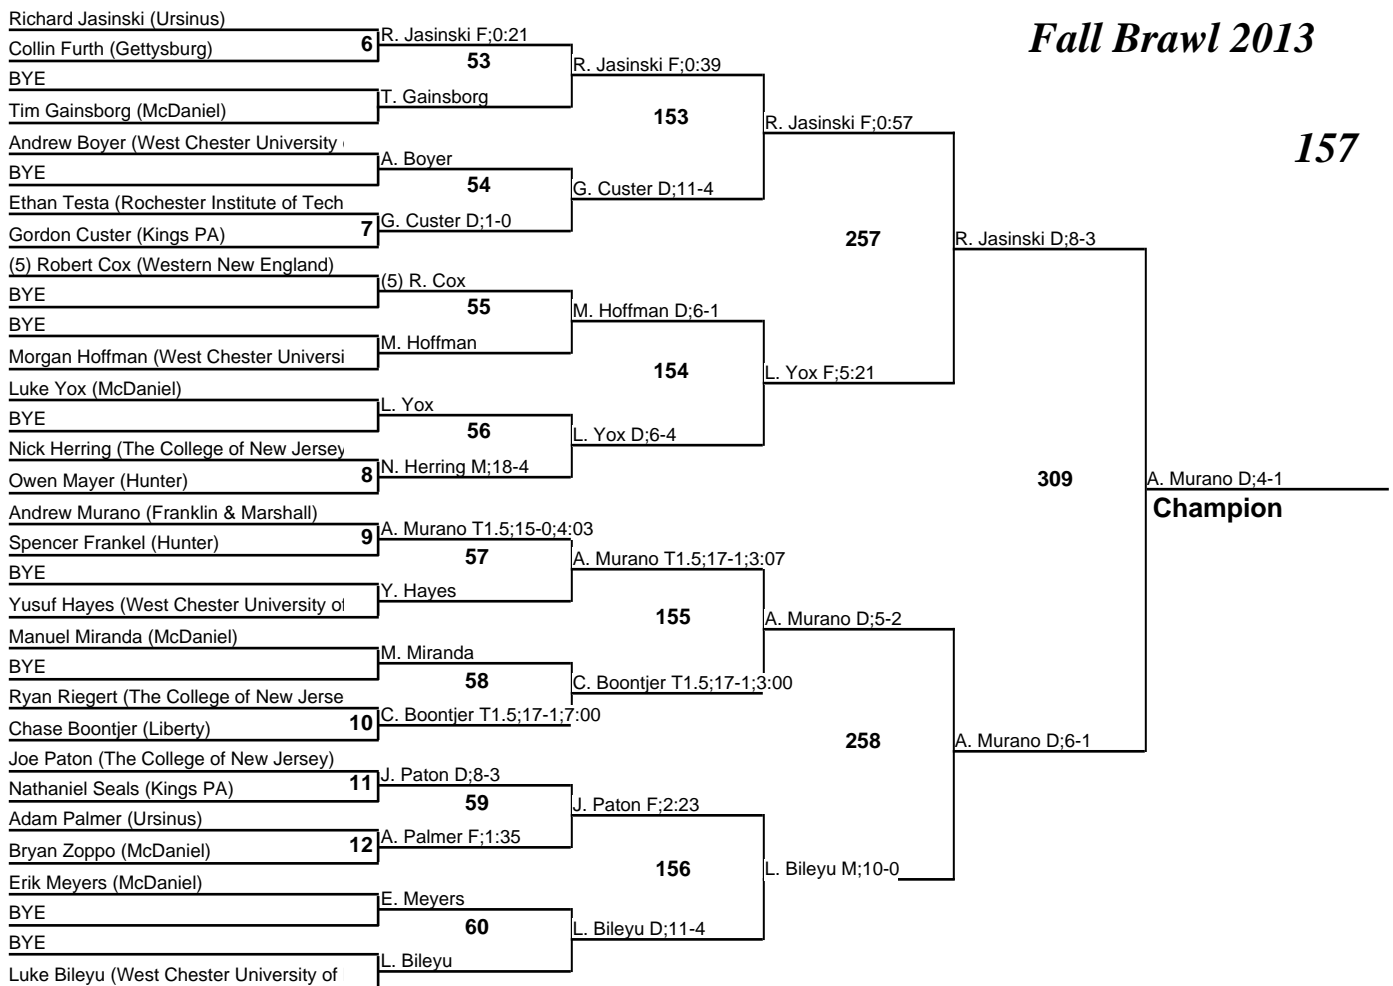 Fall Brawl 2013
157
Richard Jasinski (Ursinus)
Collin Furth (Gettysburg)
BYE
Tim Gainsborg (McDaniel)
Andrew Boyer (West Chester University (
BYE
Ethan Testa (Rochester Institute of Tech
Gordon Custer (Kings PA)
(5) Robert Cox (Western New England)
BYE
BYE
Morgan Hoffman (West Chester Universi
Luke Yox (McDaniel)
BYE
Nick Herring (The College of New Jersey
Owen Mayer (Hunter)
Andrew Murano (Franklin & Marshall)
Spencer Frankel (Hunter)
BYE
Yusuf Hayes (West Chester University of
Manuel Miranda (McDaniel)
BYE
Ryan Riegert (The College of New Jerse
Chase Boontjer (Liberty)
Joe Paton (The College of New Jersey)
Nathaniel Seals (Kings PA)
Adam Palmer (Ursinus)
Bryan Zoppo (McDaniel)
Erik Meyers (McDaniel)
BYE
BYE
Luke Bileyu (West Chester University of
6
7
8
9
10
11
12
R. Jasinski F;0:21
53
T. Gainsborg
A. Boyer
54
G. Custer D;1-0
(5) R. Cox
55
M. Hoffman
L. Yox
56
N. Herring M;18-4
A. Murano T1.5;15-0;4:03
57
Y. Hayes
M. Miranda
58
C. Boontjer T1.5;17-1;7:00
J. Paton D;8-3
59
A. Palmer F;1:35
E. Meyers
60
L. Bileyu
R. Jasinski F;0:39
153
G. Custer D;11-4
M. Hoffman D;6-1
154
L. Yox D;6-4
A. Murano T1.5;17-1;3:07
155
C. Boontjer T1.5;17-1;3:00
J. Paton F;2:23
156
L. Bileyu D;11-4
R. Jasinski F;0:57
257
L. Yox F;5:21
A. Murano D;5-2
258
L. Bileyu M;10-0
R. Jasinski D;8-3
309
A. Murano D;6-1
A. Murano D;4-1
Champion